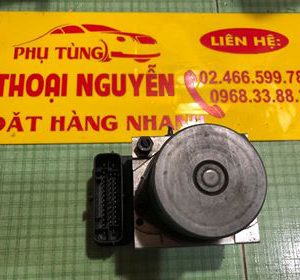 PHỤ TÙNG
THOẠI NGUYỄN
LIÊN HỆ:
02.466.599.78
0968.33.88.
ĐẶT HÀNG NHANH